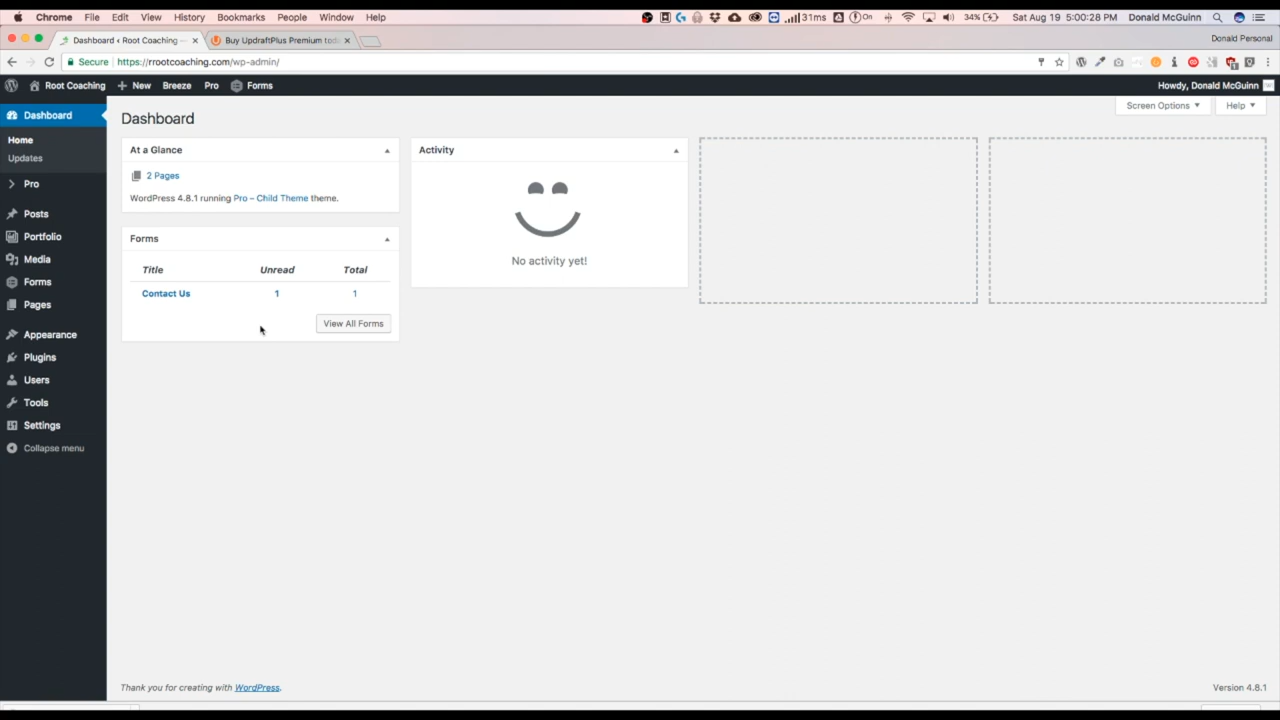 Chrome File Edit View History Bookmarks People Window Help 31ms On 34% Sat Aug 19 5:00:28 PM Donald McGuinn
Dashboard ‹ Root Coaching — Buy UpdraftPlus Premium tod Donald Personal
Secure https://rrootcoaching.com/wp-admin/
Root Coaching New Breeze Pro Forms Howdy, Donald McGuinn
Screen Options Help
Dashboard
Home
Updates
Pro
Posts
Portfolio
Media
Forms
Pages
Appearance
Plugins
Users
Tools
Settings
Collapse menu
Dashboard
At a Glance
2 Pages
WordPress 4.8.1 running Pro – Child Theme theme.
Forms
Title Unread Total
Contact Us 1 1
View All Forms
Activity
No activity yet!
Thank you for creating with WordPress. Version 4.8.1